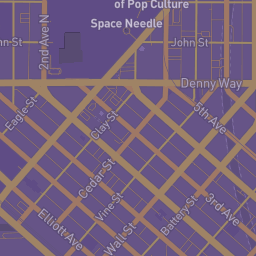 of Pop Culture
Space Needle
n St
John St
2nd Ave N
Denny Way
Eagle St
Clay St
5th Ave
Cedar St
Vine St
3rd Ave
Elliott Ave
Wall St
Battery St